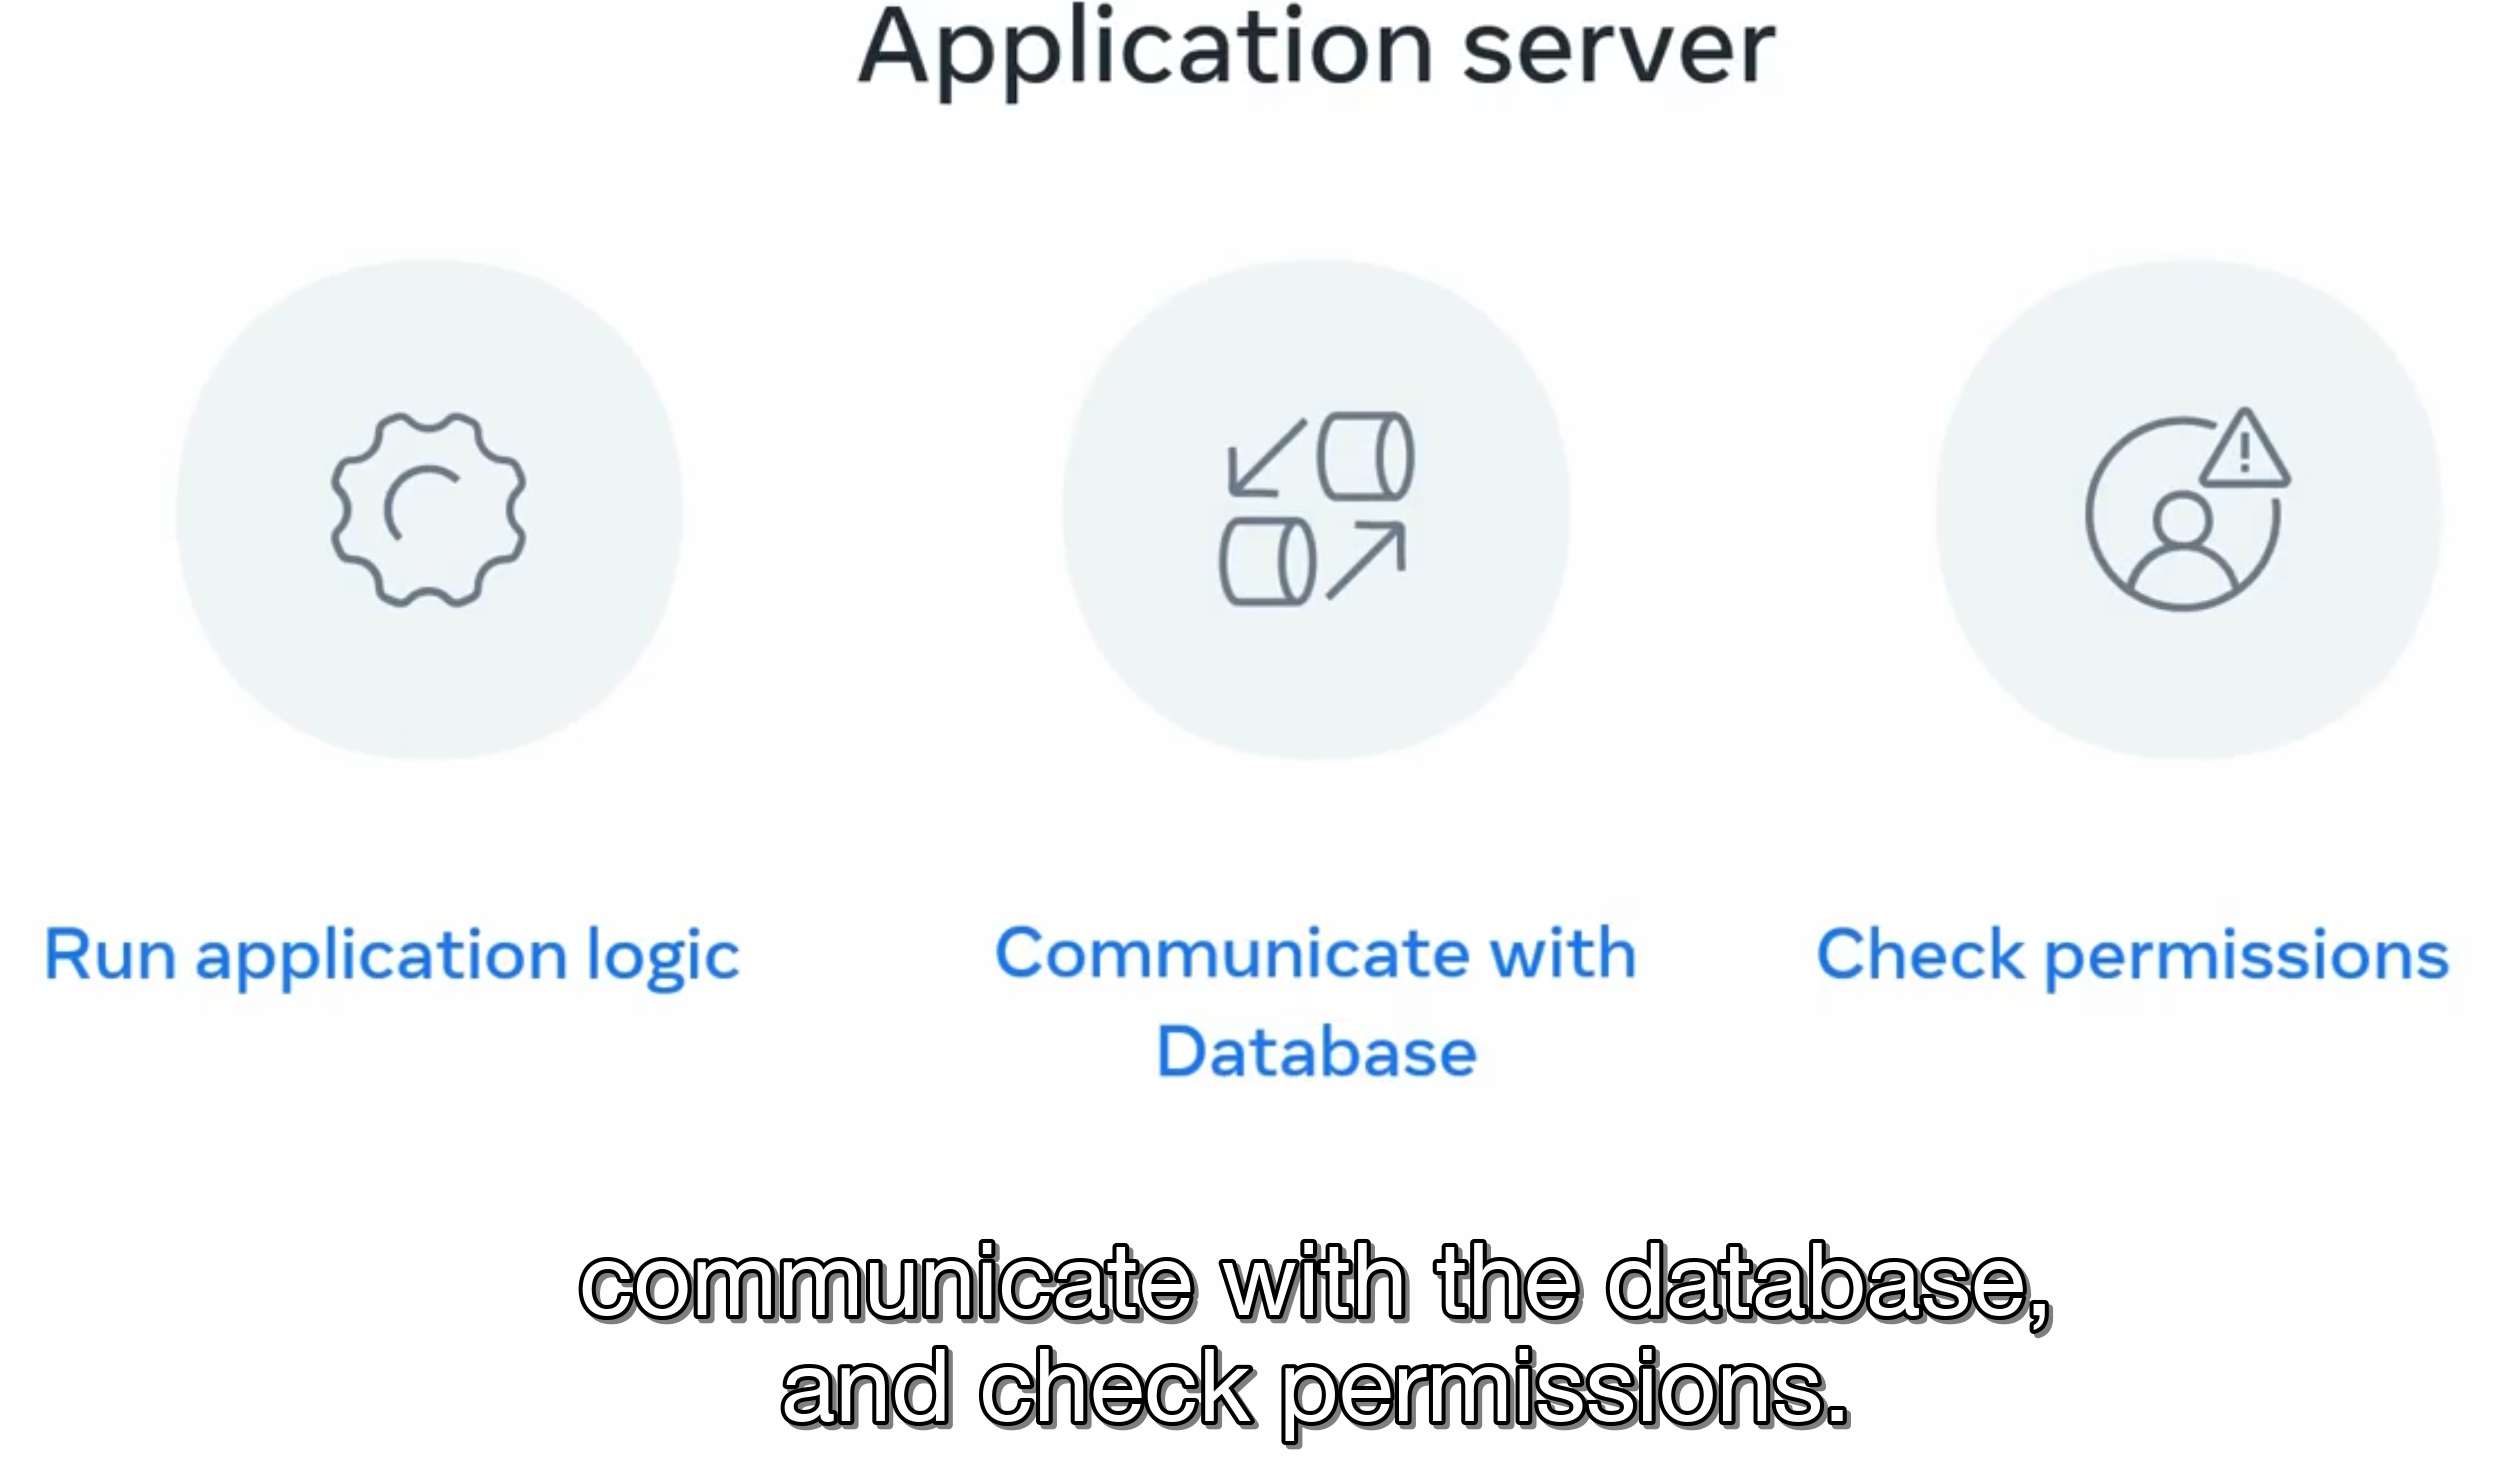 Application server
Run application logic
Communicate with
Database
Check permissions
communicate with the database,
and check permissions.